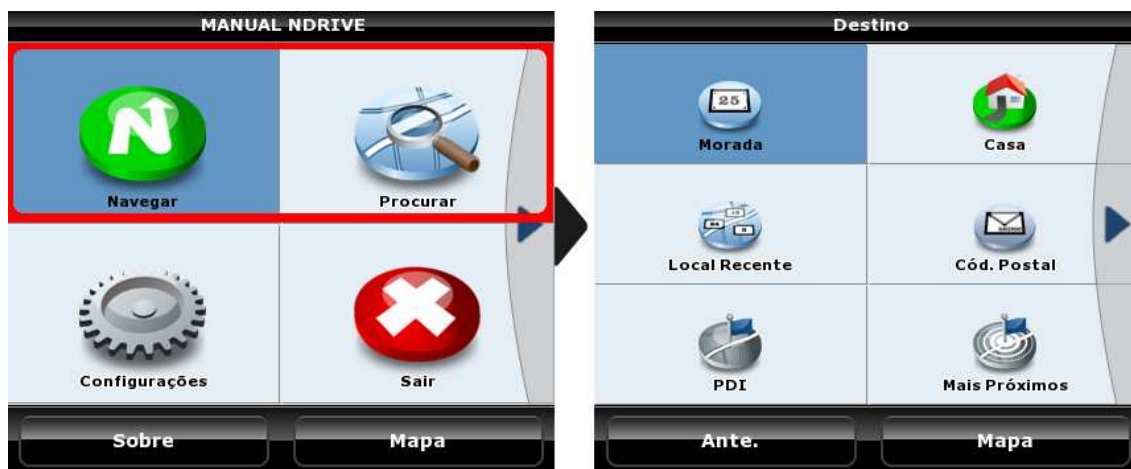 MANUAL NDRIVE
Navegar
Procurar
Configurações
Sair
Sobre
Mapa
Destino
25
Morada
Casa
Local Recente
Cód. Postal
PDI
Mais Próximos
Ante.
Mapa